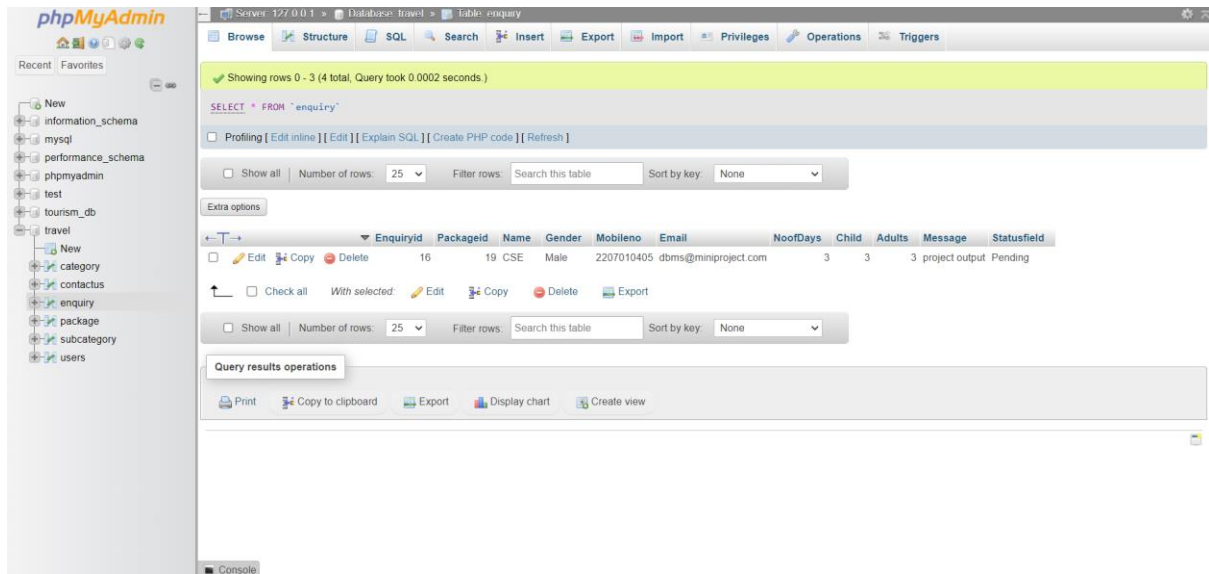 phpMyAdmin
Recent Favorites
New
information_schema
mysql
performance_schema
phpmyadmin
test
tourism_db
travel
New
category
contactus
enquiry
package
subcategory
users
Server: 127.0.0.1 » Database: travel » Table: enquiry
Browse Structure SQL Search Insert Export Import Privileges Operations Triggers
Showing rows 0 - 3 (4 total, Query took 0.0002 seconds.)
SELECT * FROM `enquiry`
Profiling [ Edit inline ] [ Edit ] [ Explain SQL ] [ Create PHP code ] [ Refresh ]
Show all | Number of rows: 25 Filter rows: Search this table Sort by key: None
Extra options
←T→ Enquiryid Packageid Name Gender Mobileno Email NoofDays Child Adults Message Statusfield
Edit Copy Delete 16 19 CSE Male 2207010405 dbms@miniproject.com 3 3 3 project output Pending
Check all With selected: Edit Copy Delete Export
Show all | Number of rows: 25 Filter rows: Search this table Sort by key: None
Query results operations
Print Copy to clipboard Export Display chart Create view
Console